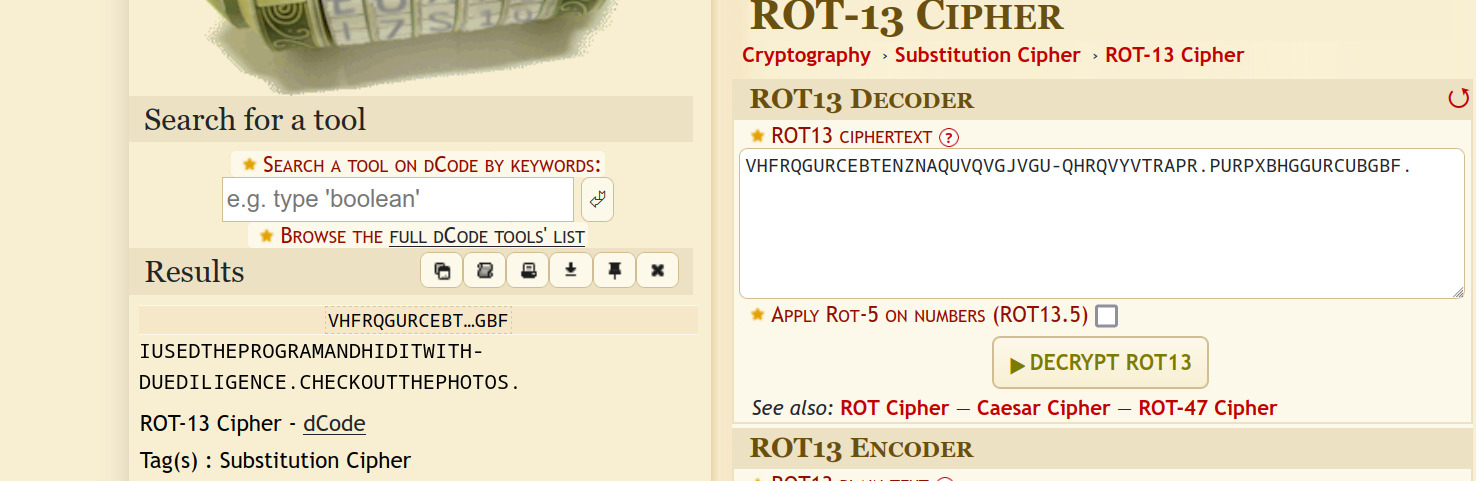 Search for a tool
★ Search a tool on dCode by keywords:
e.g. type 'boolean'
★ Browse the full dCode tools' list
Results
VHFRQGURCEBT…GBF
IUSEDTHEPROGRAMANDHIDITWITH-
DUEDILIGENCE.CHECKOUTTHEPHOTOS.
ROT-13 Cipher - dCode
Tag(s) : Substitution Cipher
ROT-13 Cipher
Cryptography › Substitution Cipher › ROT-13 Cipher
ROT13 Decoder
★ ROT13 ciphertext ?
VHFRQGURCEBTENZNAQUVQVGJVGU-QHRQVYVTRAPR.PURPXBHGGURCUBGBF.
★ Apply Rot-5 on numbers (ROT13.5)
▶ DECRYPT ROT13
See also: ROT Cipher — Caesar Cipher — ROT-47 Cipher
ROT13 Encoder